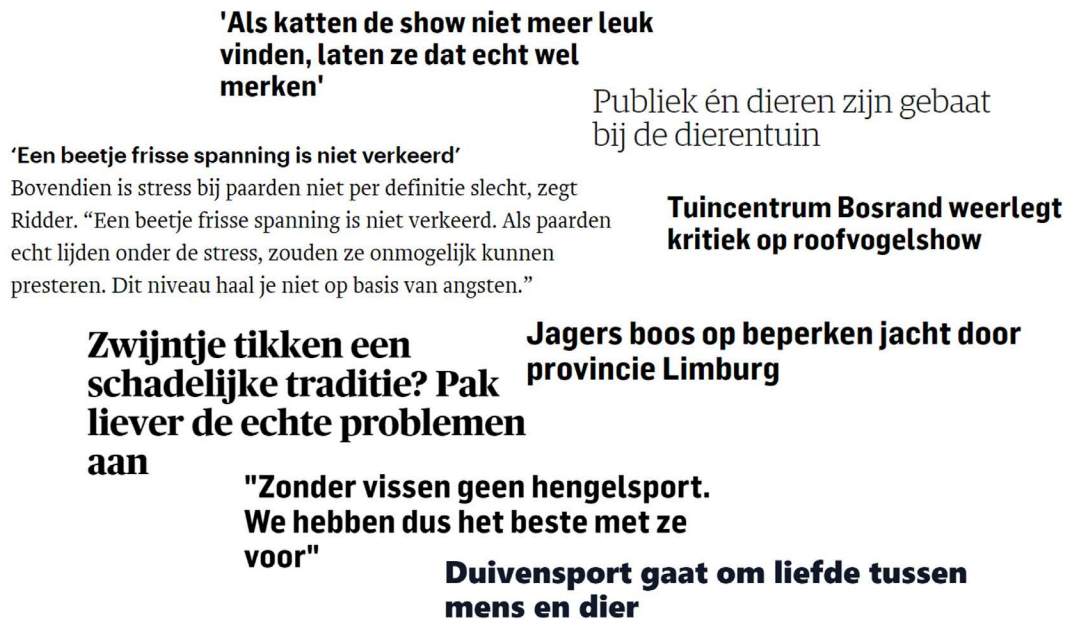 'Als katten de show niet meer leuk
vinden, laten ze dat echt wel
merken'
Publiek én dieren zijn gebaat
bij de dierentuin
‘Een beetje frisse spanning is niet verkeerd’
Bovendien is stress bij paarden niet per definitie slecht, zegt
Ridder. “Een beetje frisse spanning is niet verkeerd. Als paarden
echt lijden onder de stress, zouden ze onmogelijk kunnen
presteren. Dit niveau haal je niet op basis van angsten.”
Tuincentrum Bosrand weerlegt
kritiek op roofvogelshow
Zwijntje tikken een
schadelijke traditie? Pak
liever de echte problemen
aan
Jagers boos op beperken jacht door
provincie Limburg
"Zonder vissen geen hengelsport.
We hebben dus het beste met ze
voor"
Duivensport gaat om liefde tussen
mens en dier